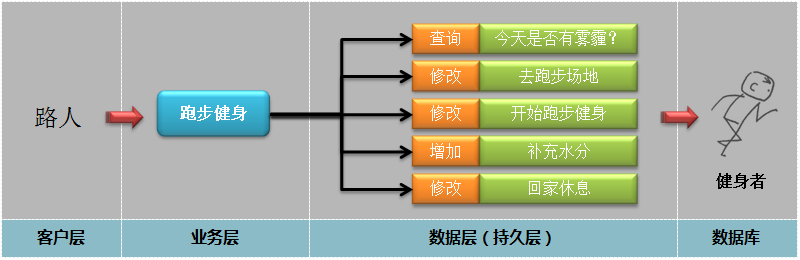 路人
跑步健身
查询 今天是否有雾霾？
修改 去跑步场地
修改 开始跑步健身
增加 补充水分
修改 回家休息
健身者
客户层 业务层 数据层（持久层） 数据库